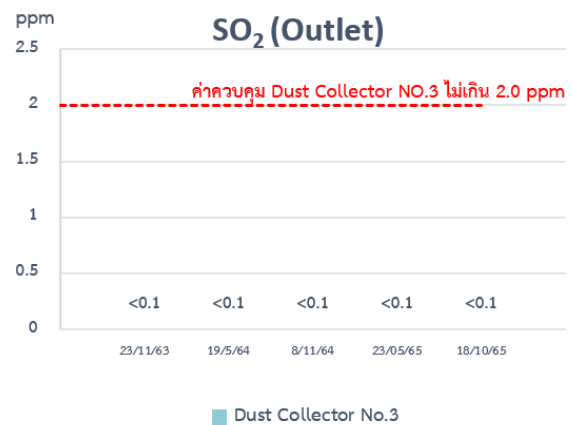 ppm
SO2 (Outlet)
2.5
ค่าควบคุม Dust Collector NO.3 ไม่เกิน 2.0 ppm
2
1.5
1
0.5
<0.1 <0.1 <0.1 <0.1 <0.1
0
23/11/63 19/5/64 8/11/64 23/05/65 18/10/65
Dust Collector No.3